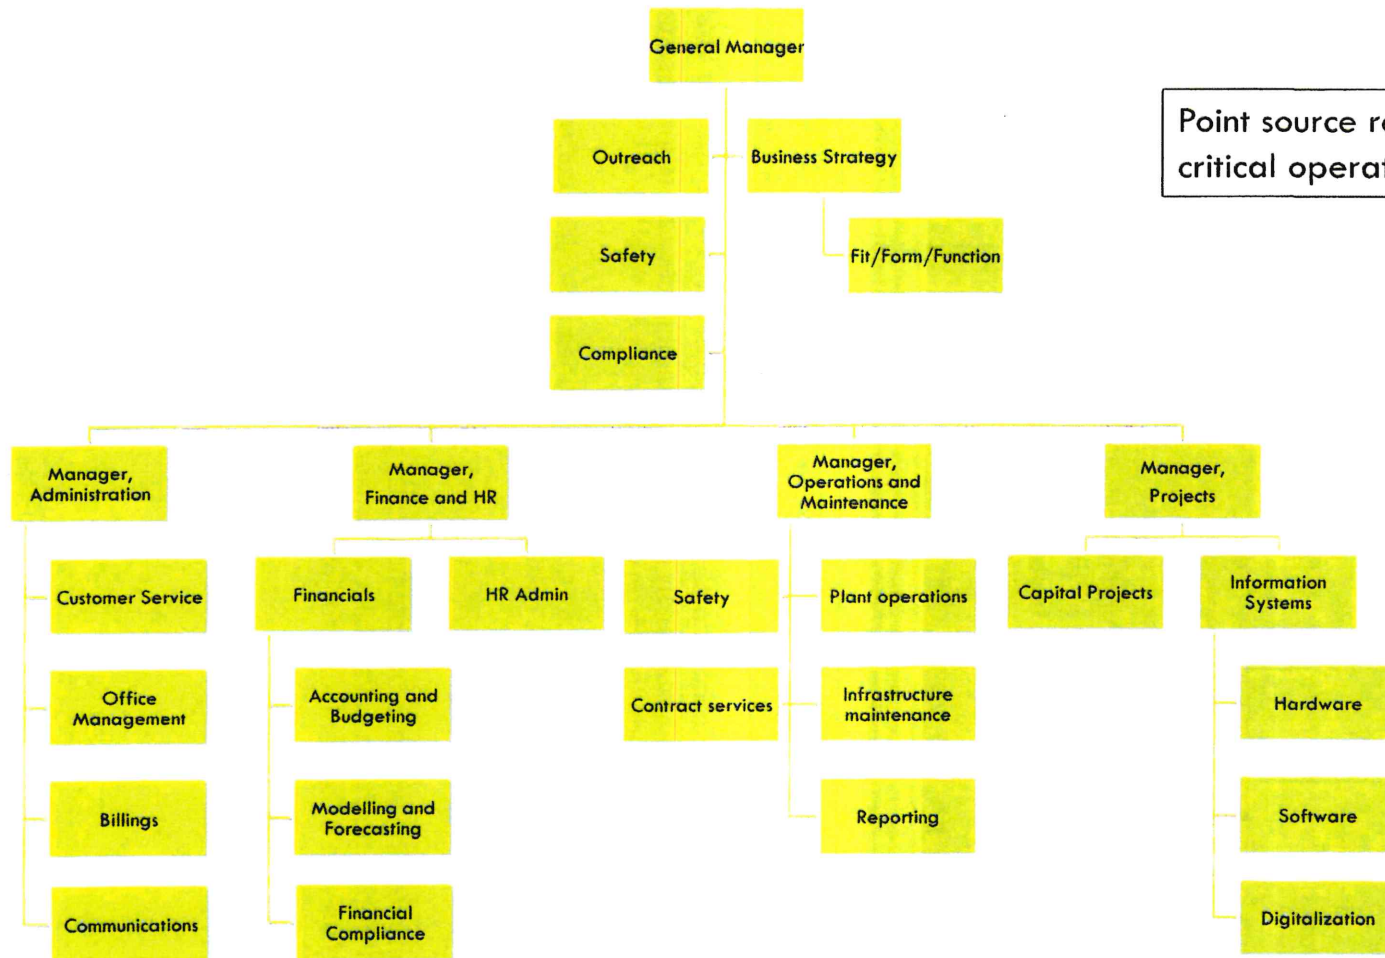 General Manager
Point source
critical
Outreach
Business Strategy
Safety
Fit/Form/Function
Compliance
Manager,
Administration
Manager,
Finance and HR
Manager,
Operations and
Maintenance
Manager,
Projects
Customer Service
Financials
HR Admin
Safety
Plant operations
Capital Projects
Information
Systems
Office
Management
Accounting and
Budgeting
Contract services
Infrastructure
maintenance
Hardware
Billings
Modelling and
Forecasting
Reporting
Software
Communications
Financial
Compliance
Digitalization